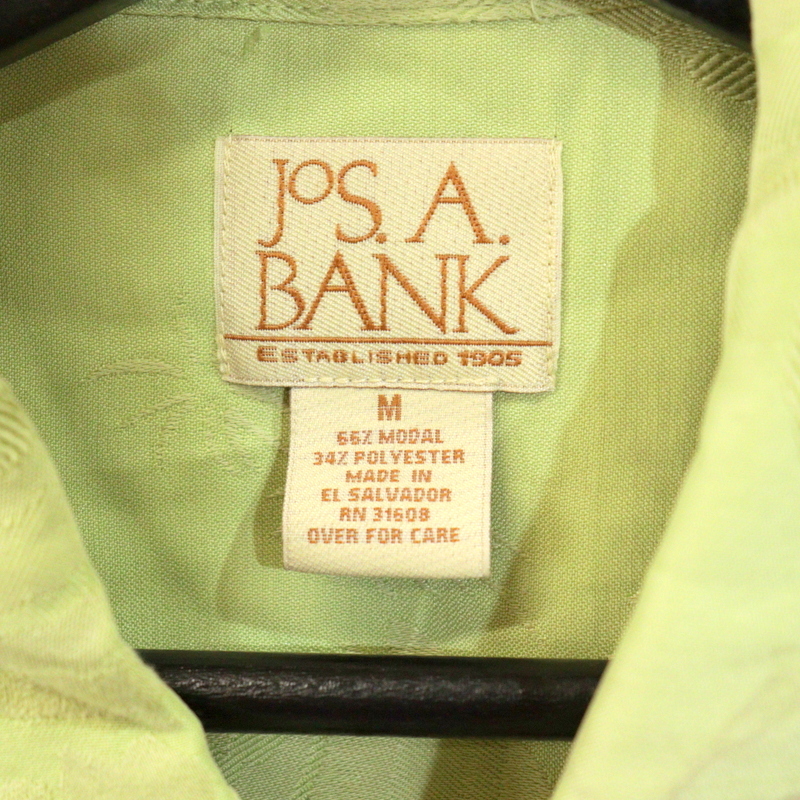 JOS. A.
BANK
ESTABLISHED 1905
M
66% MODAL
34% POLYESTER
MADE IN
EL SALVADOR
RN 31608
OVER FOR CARE